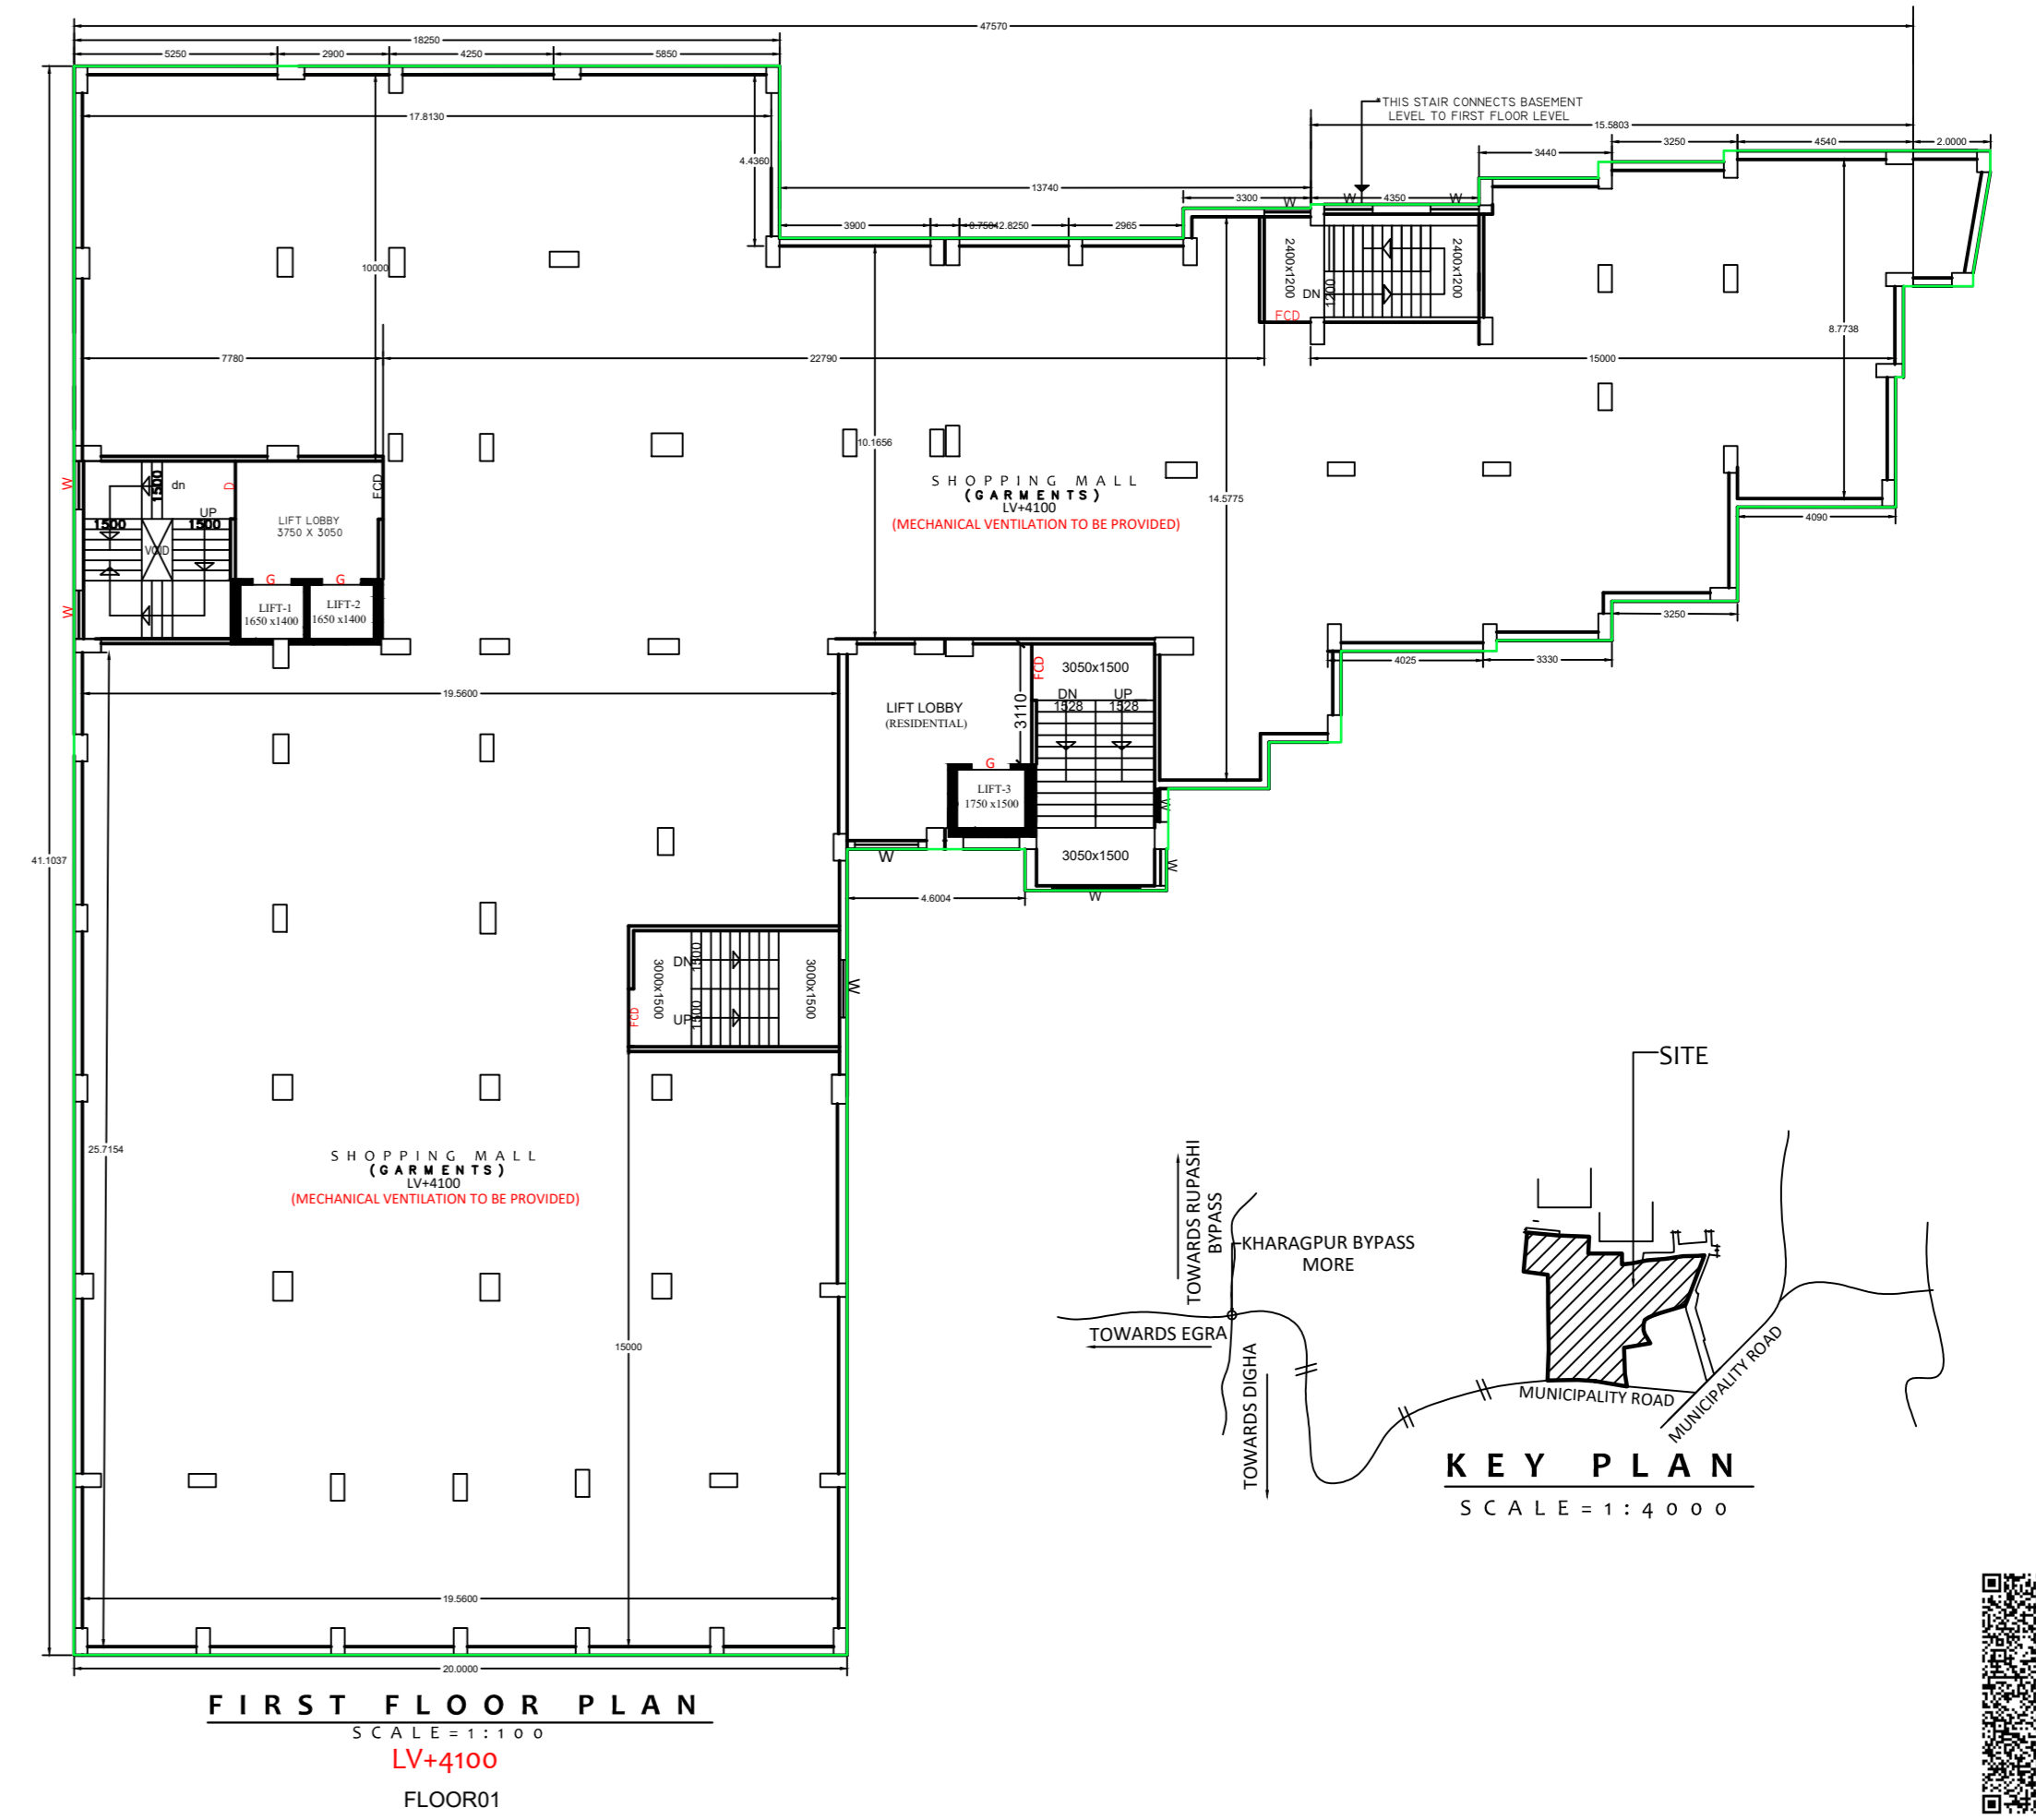 47570
18250
5250
2900
4250
5850
17.8130
10000
4.4360
*THIS STAIR CONNECTS BASEMENT
LEVEL TO FIRST FLOOR LEVEL
15.5803
3440
3250
4540
2.0000
13740
3300
4350
W
W
W
3900
2.8250
2965
2400x1200
DN
1200
2400x1200
FCD
8.7738
7780
22790
15000
10.1656
14.5775
SHOPPING MALL
(GARMENTS)
LV+4100
(MECHANICAL VENTILATION TO BE PROVIDED)
4090
W
1500
dn
D
FCD
UP
1500
1500
VOID
LIFT LOBBY
3750 X 3050
G
G
W
LIFT-1
1650 x1400
LIFT-2
1650 x1400
3250
4025
3330
19.5600
FCD
3050x1500
LIFT LOBBY
(RESIDENTIAL)
3110
DN
1528
UP
1528
G
LIFT-3
1750 x1500
W
3050x1500
W
W
W
4.6004
41.1037
3000x1500
DN
1500
3000x1500
W
FCD
UP
1500
25.7154
SHOPPING MALL
(GARMENTS)
LV+4100
(MECHANICAL VENTILATION TO BE PROVIDED)
15000
19.5600
20.0000
FIRST FLOOR PLAN
SCALE=1:100
LV+4100
FLOOR01
SITE
TOWARDS RUPASHI
BYPASS
KHARAGPUR BYPASS
MORE
TOWARDS EGRA
TOWARDS DIGHA
MUNICIPALITY ROAD
MUNICIPALITY ROAD
KEY PLAN
SCALE=1:4000